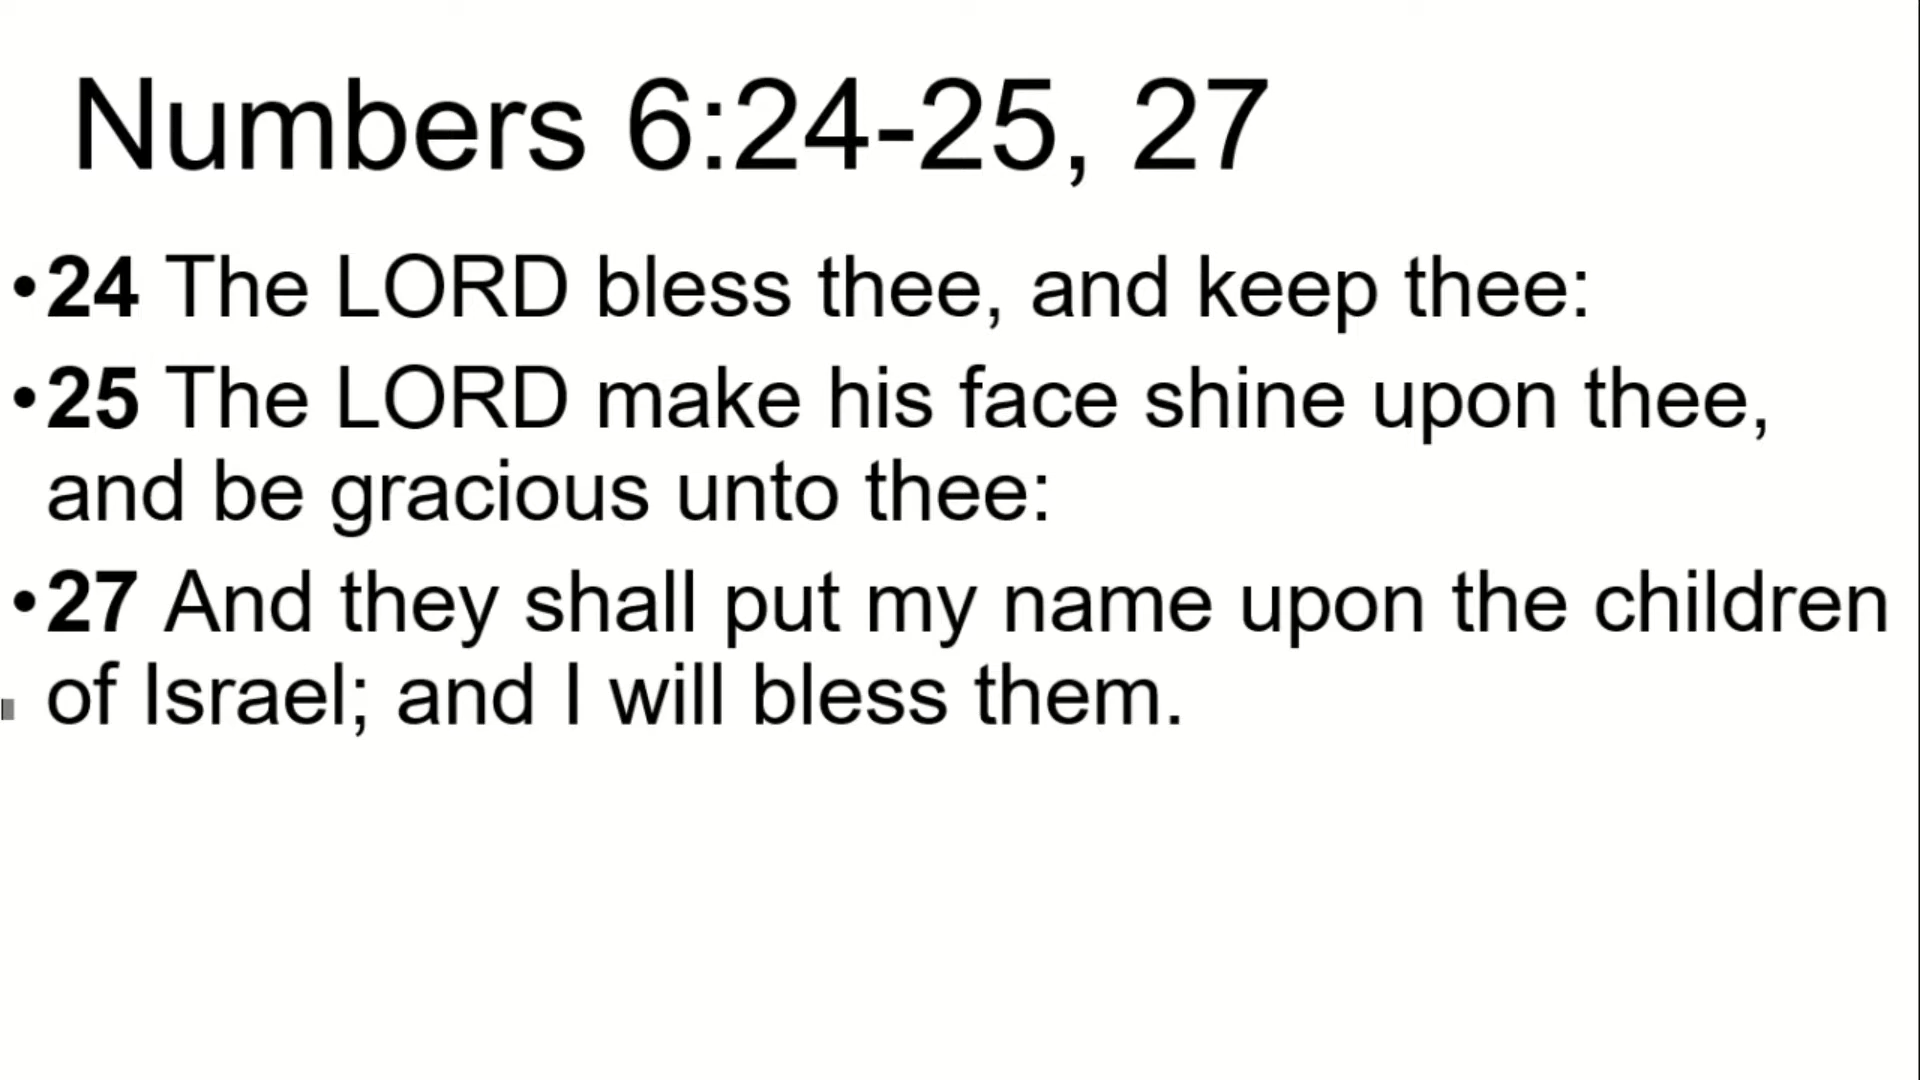 Numbers 6:24-25, 27
•24 The LORD bless thee, and keep thee:
•25 The LORD make his face shine upon thee,
and be gracious unto thee:
•27 And they shall put my name upon the children
of Israel; and I will bless them.